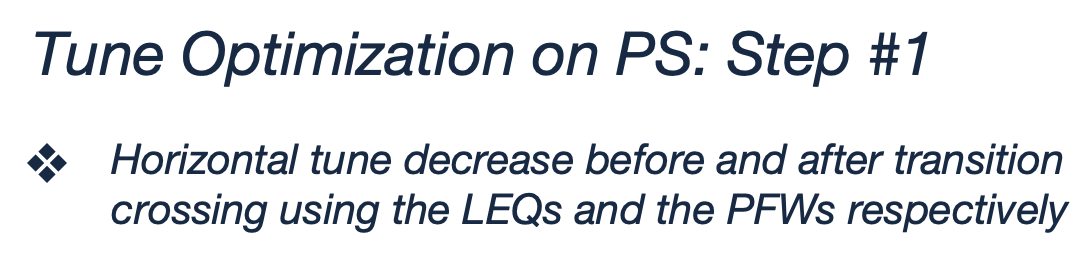 Tune Optimization on PS: Step #1
❖ Horizontal tune decrease before and after transition
crossing using the LEQs and the PFWs respectively